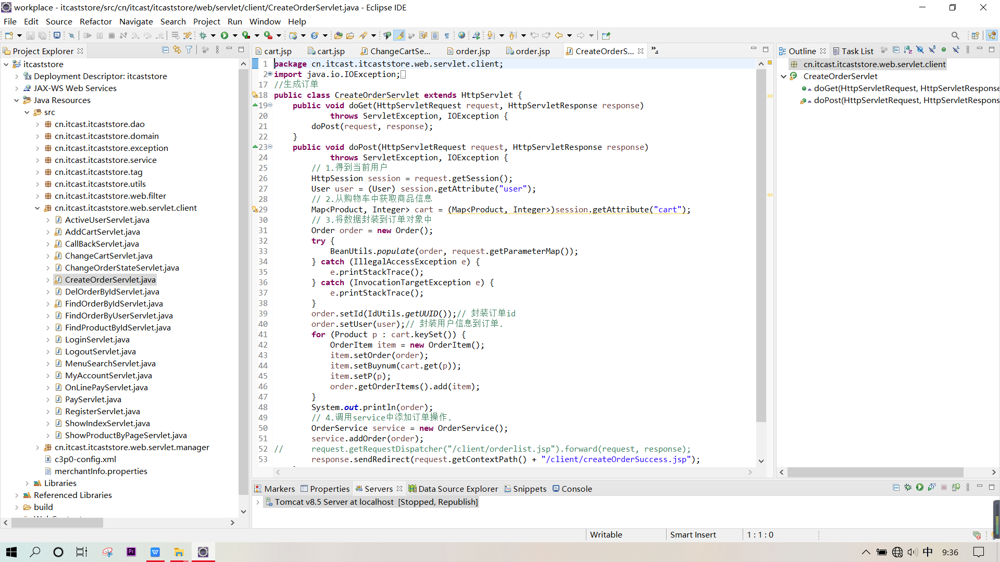 workplace - itcaststore/src/cn/itcast/itcaststore/web/servlet/client/CreateOrderServlet.java - Eclipse IDE
File Edit Source Refactor Navigate Search Project Run Window Help
Project Explorer
itcaststore
Deployment Descriptor: itcaststore
JAX-WS Web Services
Java Resources
src
cn.itcast.itcaststore.dao
cn.itcast.itcaststore.domain
cn.itcast.itcaststore.exception
cn.itcast.itcaststore.service
cn.itcast.itcaststore.tag
cn.itcast.itcaststore.utils
cn.itcast.itcaststore.web.filter
cn.itcast.itcaststore.web.servlet.client
ActiveUserServlet.java
AddCartServlet.java
CallBackServlet.java
ChangeCartServlet.java
ChangeOrderStateServlet.java
CreateOrderServlet.java
DelOrderByIdServlet.java
FindOrderByIdServlet.java
FindOrderByUserServlet.java
FindProductByIdServlet.java
LoginServlet.java
LogoutServlet.java
MenuSearchServlet.java
MyAccountServlet.java
OnLinePayServlet.java
PayServlet.java
RegisterServlet.java
ShowIndexServlet.java
ShowProductByPageServlet.java
cn.itcast.itcaststore.web.servlet.manager
c3p0-config.xml
merchantInfo.properties
Libraries
Referenced Libraries
build
cart.jsp cart.jsp ChangeCartSe... order.jsp order.jsp CreateOrderS... »4
1 package cn.itcast.itcaststore.web.servlet.client;
2 import java.io.IOException;
17 //生成订单
18 public class CreateOrderServlet extends HttpServlet {
19 public void doGet(HttpServletRequest request, HttpServletResponse response)
20 throws ServletException, IOException {
21 doPost(request, response);
22 }
23 public void doPost(HttpServletRequest request, HttpServletResponse response)
24 throws ServletException, IOException {
25 // 1.得到当前用户
26 HttpSession session = request.getSession();
27 User user = (User) session.getAttribute("user");
28 // 2.从购物车中获取商品信息
29 Map<Product, Integer> cart = (Map<Product, Integer>)session.getAttribute("cart");
30 // 3.将数据封装到订单对象中
31 Order order = new Order();
32 try {
33 BeanUtils.populate(order, request.getParameterMap());
34 } catch (IllegalAccessException e) {
35 e.printStackTrace();
36 } catch (InvocationTargetException e) {
37 e.printStackTrace();
38 }
39 order.setId(IdUtils.getUUID());// 封装订单id
40 order.setUser(user);// 封装用户信息到订单.
41 for (Product p : cart.keySet()) {
42 OrderItem item = new OrderItem();
43 item.setOrder(order);
44 item.setBuynum(cart.get(p));
45 item.setP(p);
46 order.getOrderItems().add(item);
47 }
48 System.out.println(order);
49 // 4.调用service中添加订单操作.
50 OrderService service = new OrderService();
51 service.addOrder(order);
52 // request.getRequestDispatcher("/client/orderlist.jsp").forward(request, response);
53 response.sendRedirect(request.getContextPath() + "/client/createOrderSuccess.jsp");
Outline Task List
cn.itcast.itcaststore.web.servlet.client
CreateOrderServlet
doGet(HttpServletRequest, HttpServletResponse
doPost(HttpServletRequest, HttpServletRespons
Markers Properties Servers Data Source Explorer Snippets Console
Tomcat v8.5 Server at localhost [Stopped, Republish]
Writable Smart Insert 1 : 1 : 0
中 9:36